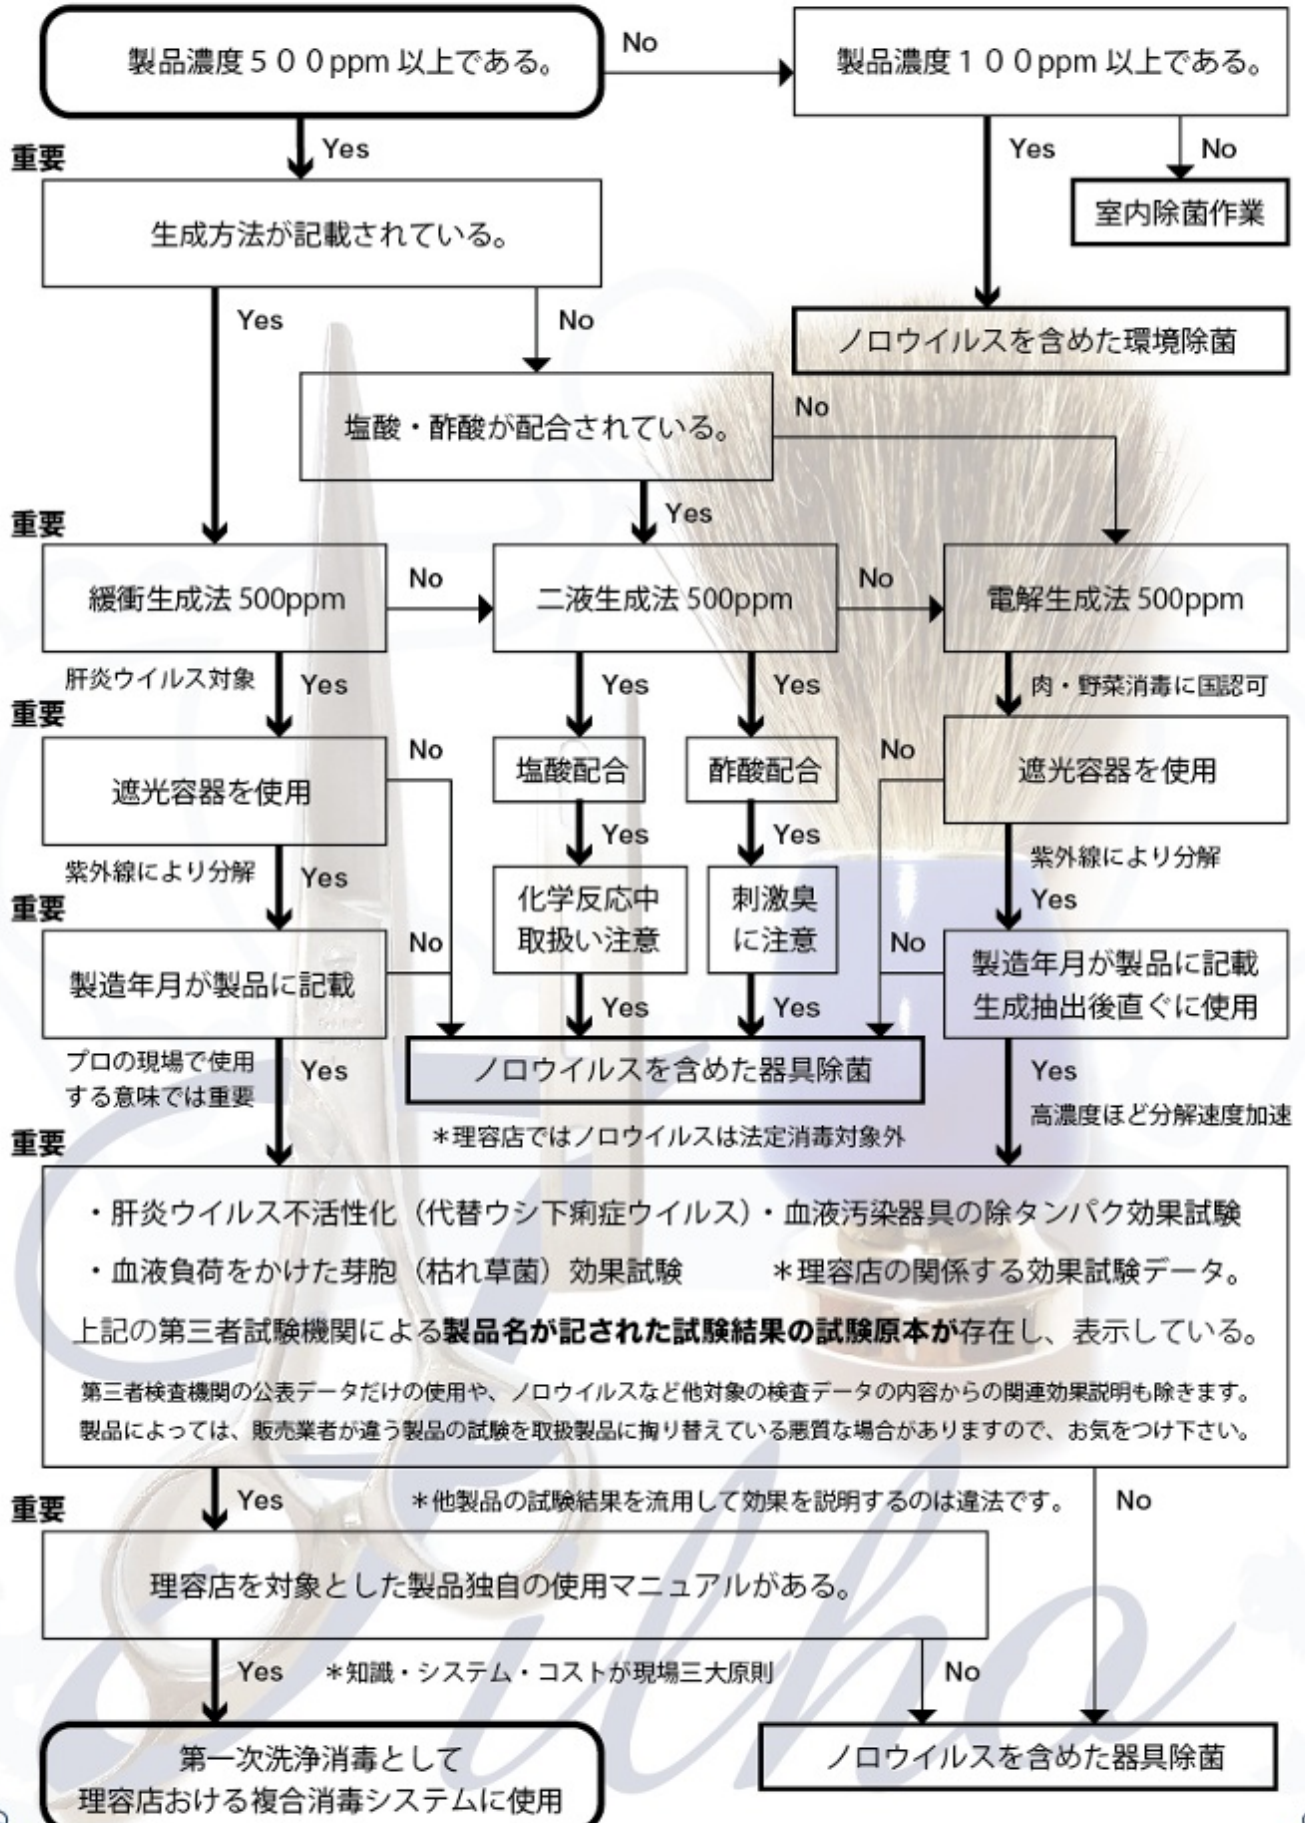 製品濃度５００ppm 以上である。
No
製品濃度１００ppm 以上である。
重要
Yes
Yes
No
生成方法が記載されている。
室内除菌作業
Yes
No
ノロウイルスを含めた環境除菌
塩酸・酢酸が配合されている。
No
Yes
重要
緩衝生成法 500ppm
No
二液生成法 500ppm
No
電解生成法 500ppm
肝炎ウイルス対象
Yes
Yes
Yes
肉・野菜消毒に国認可
重要
遮光容器を使用
No
塩酸配合
酢酸配合
No
遮光容器を使用
紫外線により分解
Yes
Yes
Yes
紫外線により分解
Yes
重要
製造年月が製品に記載
No
化学反応中
取扱い注意
刺激臭
に注意
No
製造年月が製品に記載
生成抽出後直ぐに使用
Yes
Yes
プロの現場で使用
する意味では重要
Yes
ノロウイルスを含めた器具除菌
Yes
高濃度ほど分解速度加速
＊理容店ではノロウイルスは法定消毒対象外
重要
・肝炎ウイルス不活性化（代替ウシ下痢症ウイルス）・血液汚染器具の除タンパク効果試験
・血液負荷をかけた芽胞（枯れ草菌）効果試験　　＊理容店の関係する効果試験データ。
上記の第三者試験機関による製品名が記された試験結果の試験原本が存在し、表示している。
第三者検査機関の公表データだけの使用や、ノロウイルスなど他対象の検査データの内容からの関連効果説明も除きます。
製品によっては、販売業者が違う製品の試験を取扱製品に掏り替えている悪質な場合がありますので、お気をつけ下さい。
重要
Yes
＊他製品の試験結果を流用して効果を説明するのは違法です。
No
理容店を対象とした製品独自の使用マニュアルがある。
Yes
＊知識・システム・コストが現場三大原則
No
第一次洗浄消毒として
理容店おける複合消毒システムに使用
ノロウイルスを含めた器具除菌